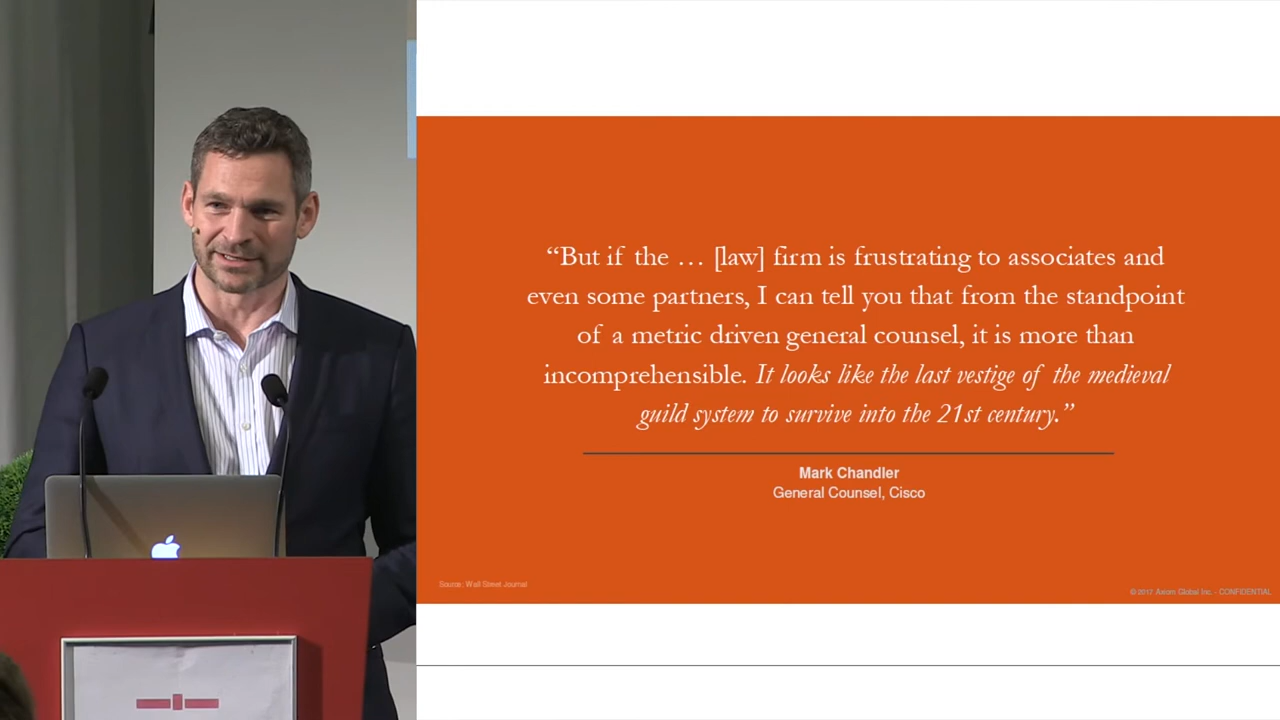 “But if the … [law] firm is frustrating to associates and
even some partners, I can tell you that from the standpoint
of a metric driven general counsel, it is more than
incomprehensible. It looks like the last vestige of the medieval
guild system to survive into the 21st century.”
Mark Chandler
General Counsel, Cisco
Source: Wall Street Journal
© 2017 Axiom Global Inc. - CONFIDENTIAL